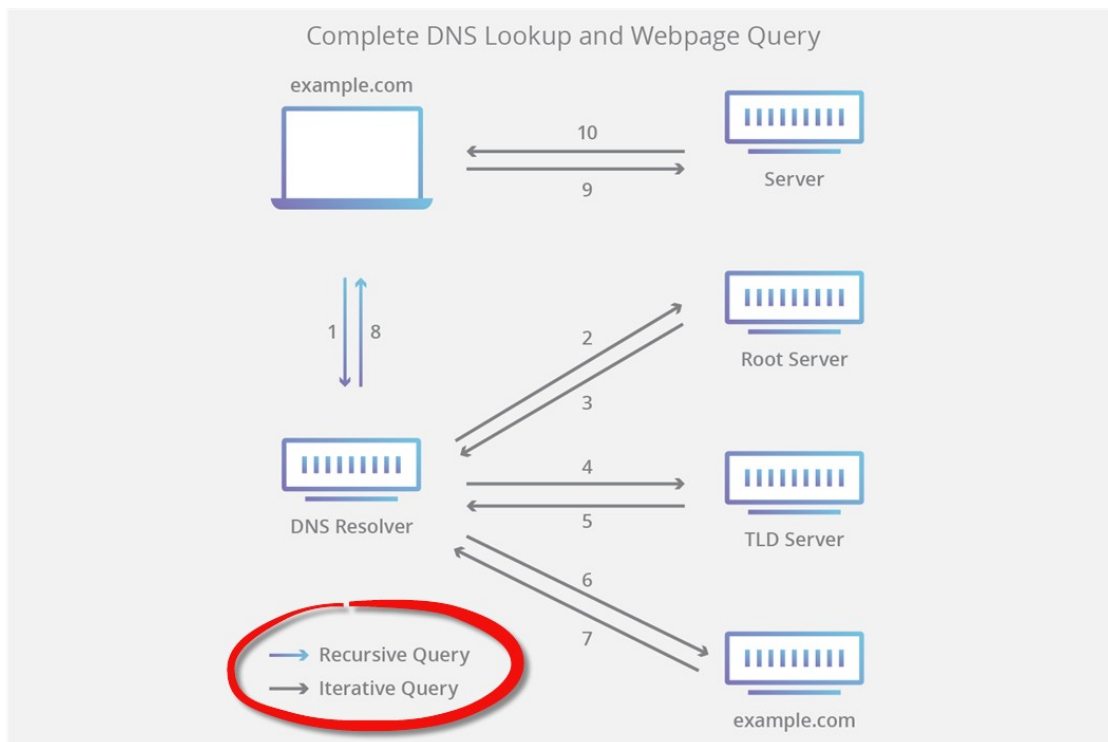 Complete DNS Lookup and Webpage Query
example.com
10
9
Server
1
8
2
3
Root Server
DNS Resolver
4
5
TLD Server
6
7
example.com
Recursive Query
Iterative Query